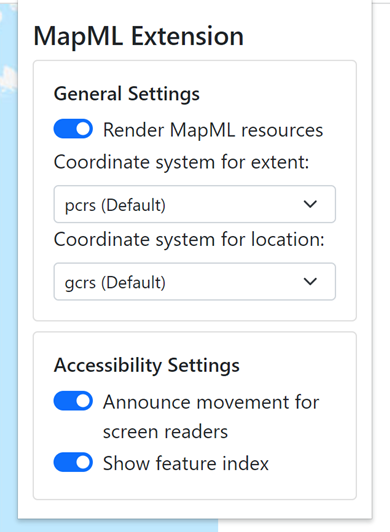 MapML Extension
General Settings
Render MapML resources
Coordinate system for extent:
pcrs (Default)
Coordinate system for location:
gcrs (Default)
Accessibility Settings
Announce movement for
screen readers
Show feature index